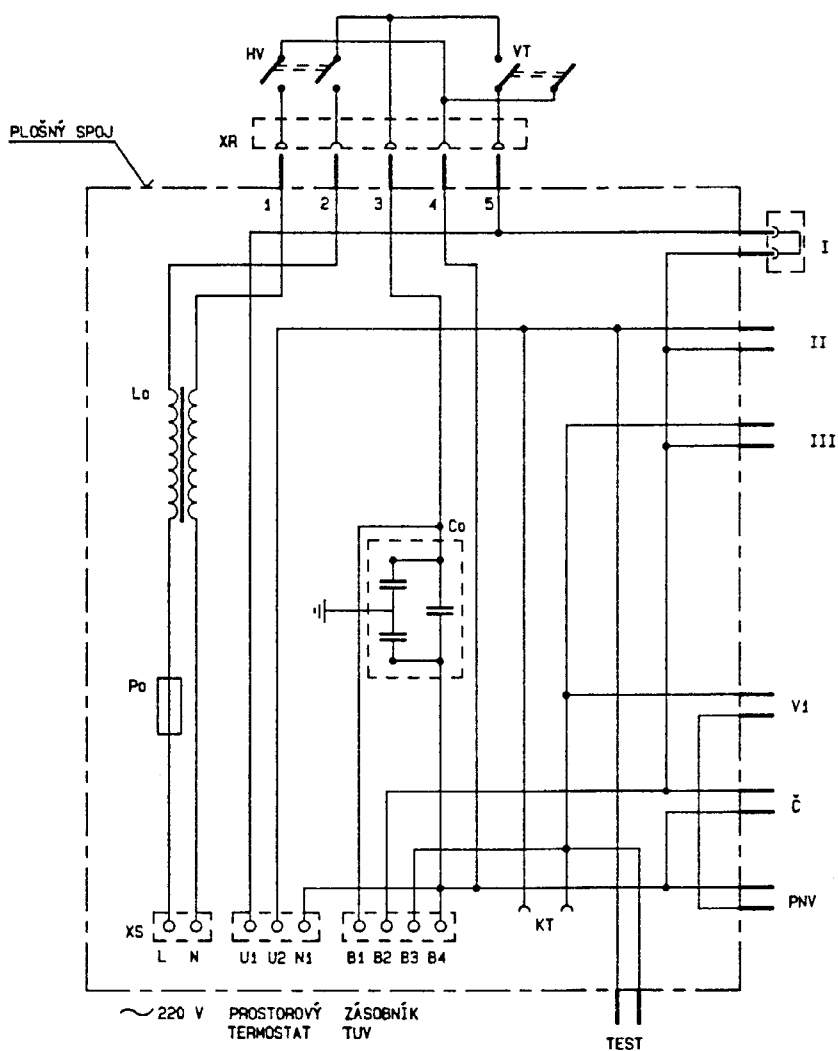 HV
VT
XR
PLOŠNÝ SPOJ
1 2 3 4 5
I
II
Lo
III
Co
Po
V1
Č
PNV
KT
XS
L N U1 U2 N1 B1 B2 B3 B4
~ 220 V PROSTOROVÝ ZÁSOBNÍK
TERMOSTAT TUV
TEST